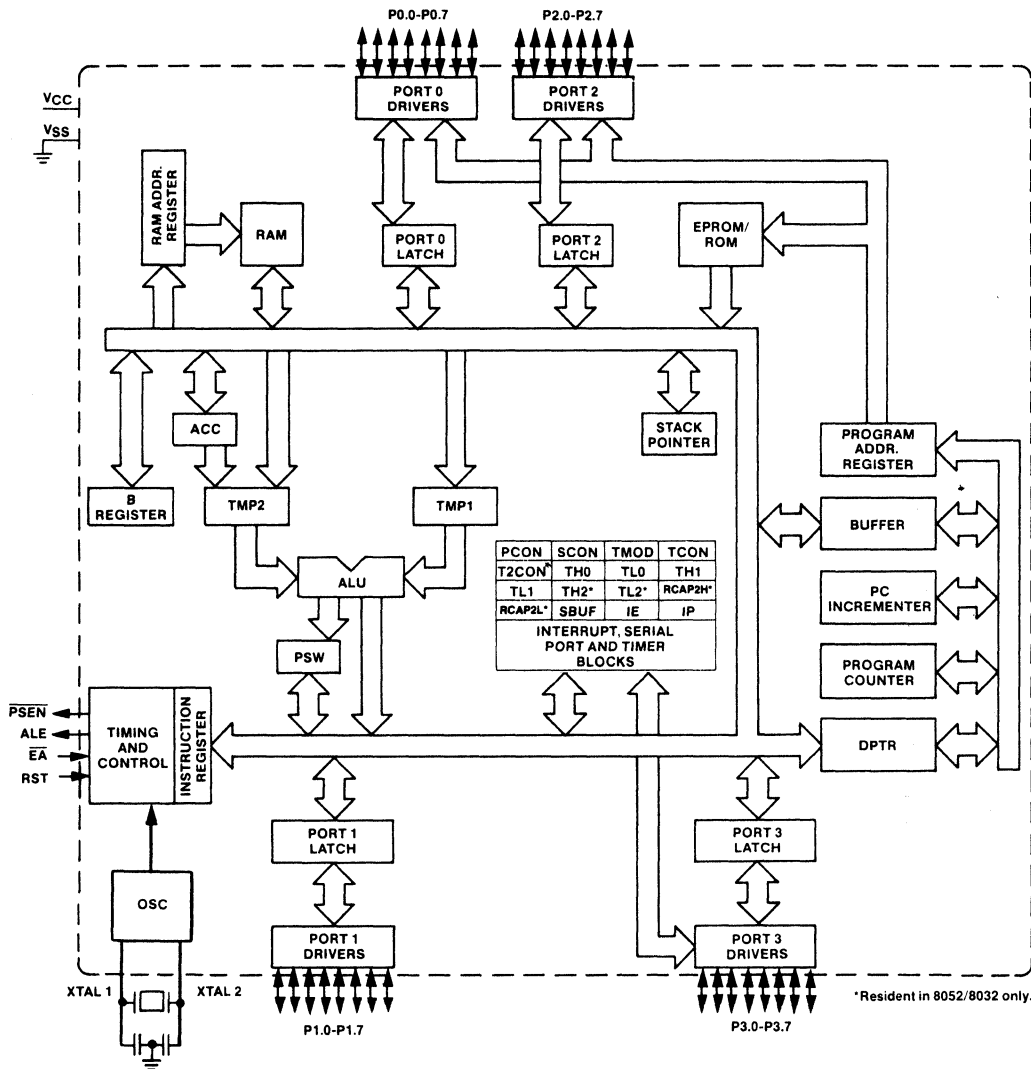 P0.0-P0.7
P2.0-P2.7
VCC
VSS
PORT 0
DRIVERS
PORT 2
DRIVERS
RAM ADDR.
REGISTER
RAM
PORT 0
LATCH
PORT 2
LATCH
EPROM/
ROM
ACC
STACK
POINTER
PROGRAM
ADDR.
REGISTER
B
REGISTER
TMP2
TMP1
BUFFER
ALU
PCON SCON TMOD TCON
T2CON* TH0 TL0 TH1
TL1 TH2* TL2* RCAP2H*
RCAP2L* SBUF IE IP
INTERRUPT, SERIAL
PORT AND TIMER
BLOCKS
PC
INCREMENTER
PSW
PROGRAM
COUNTER
PSEN
ALE
EA
RST
TIMING
AND
CONTROL
INSTRUCTION
REGISTER
DPTR
PORT 1
LATCH
PORT 3
LATCH
OSC
PORT 1
DRIVERS
PORT 3
DRIVERS
XTAL 1
XTAL 2
*Resident in 8052/8032 only.
P1.0-P1.7
P3.0-P3.7